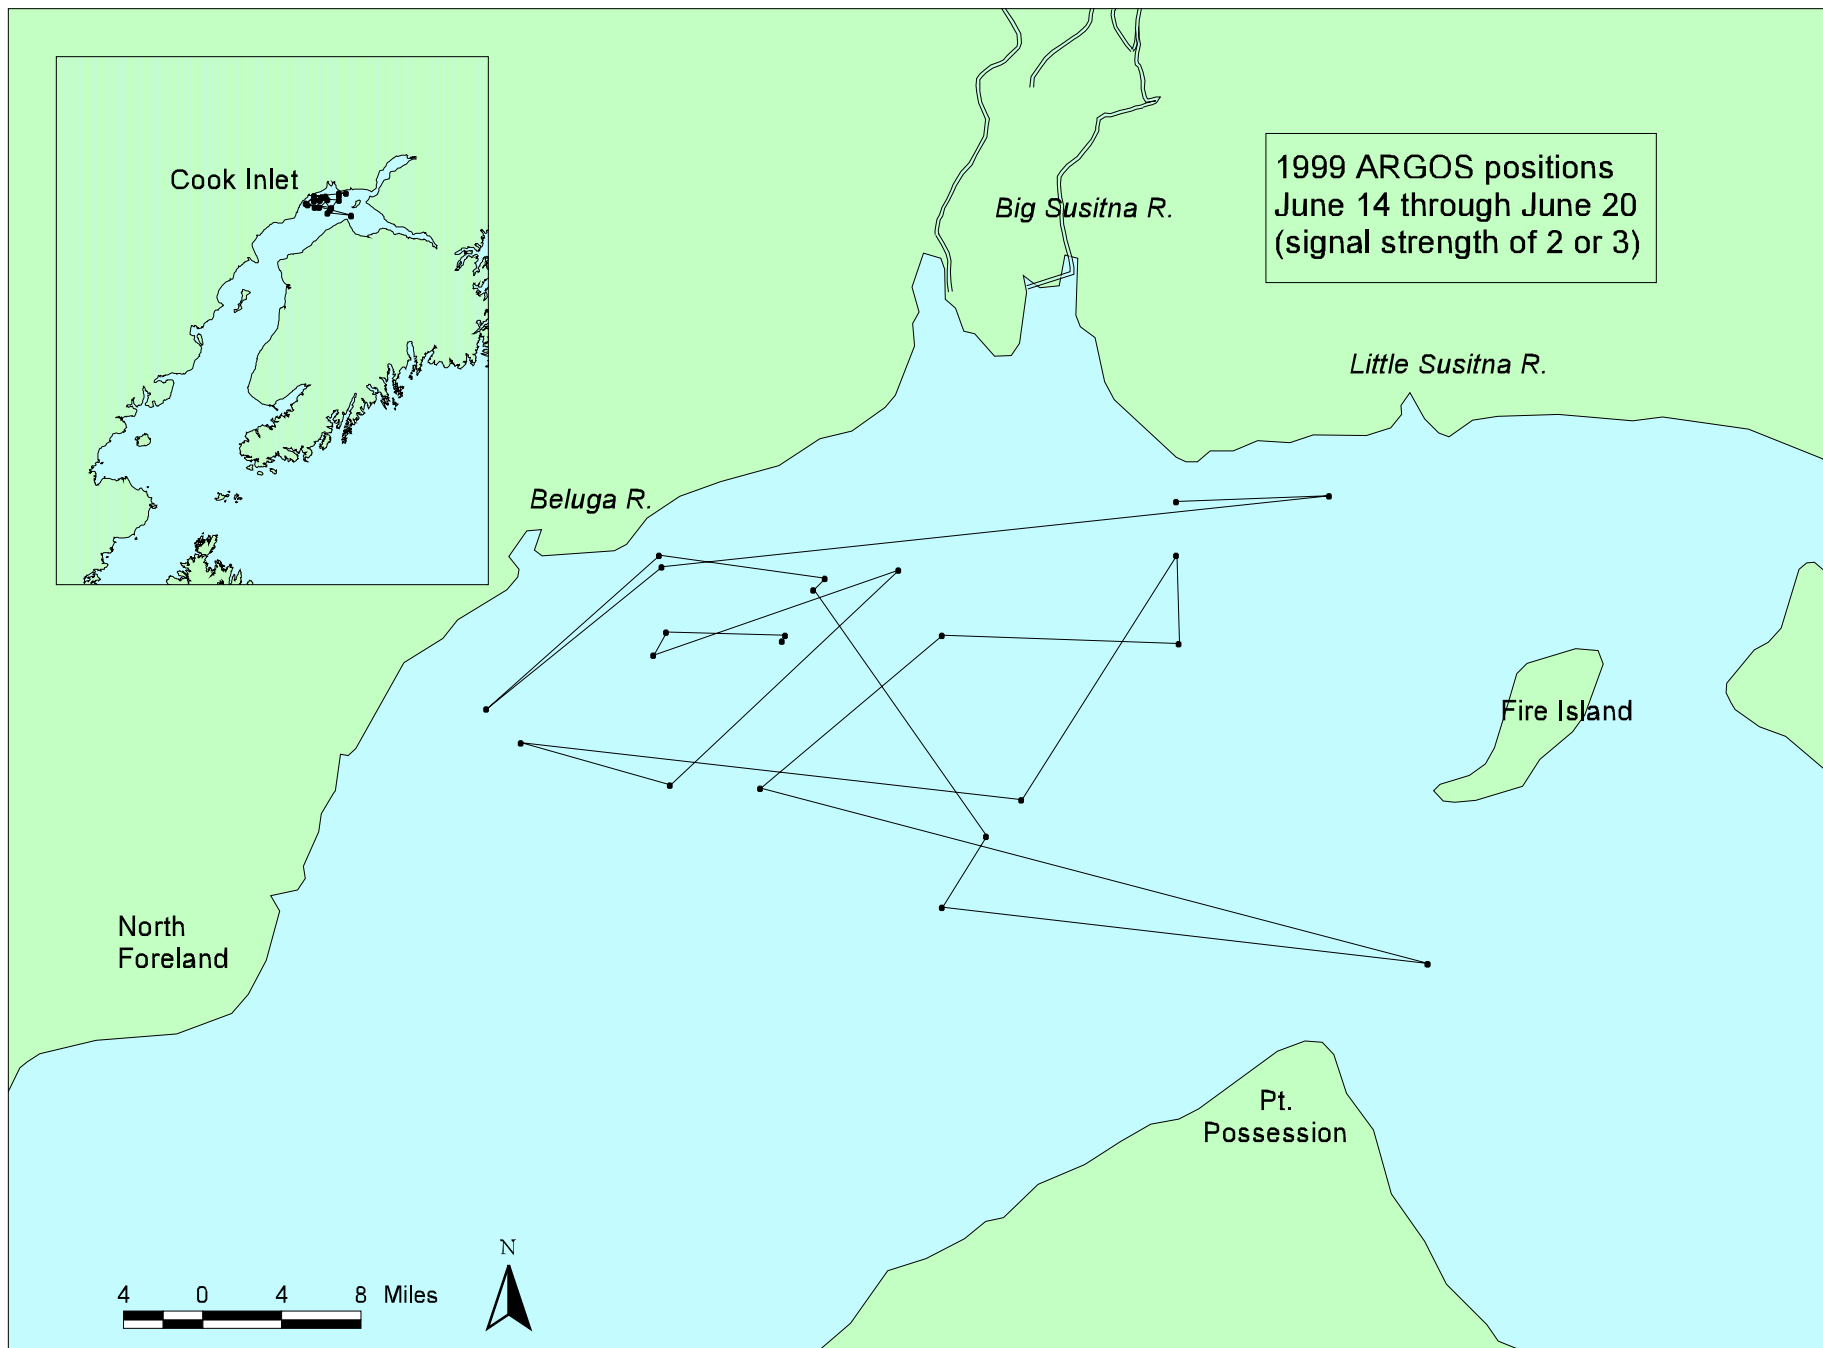 Cook Inlet
1999 ARGOS positions
June 14 through June 20
(signal strength of 2 or 3)
Big Susitna R.
Little Susitna R.
Beluga R.
Fire Island
North
Foreland
Pt.
Possession
N
4 0 4 8 Miles